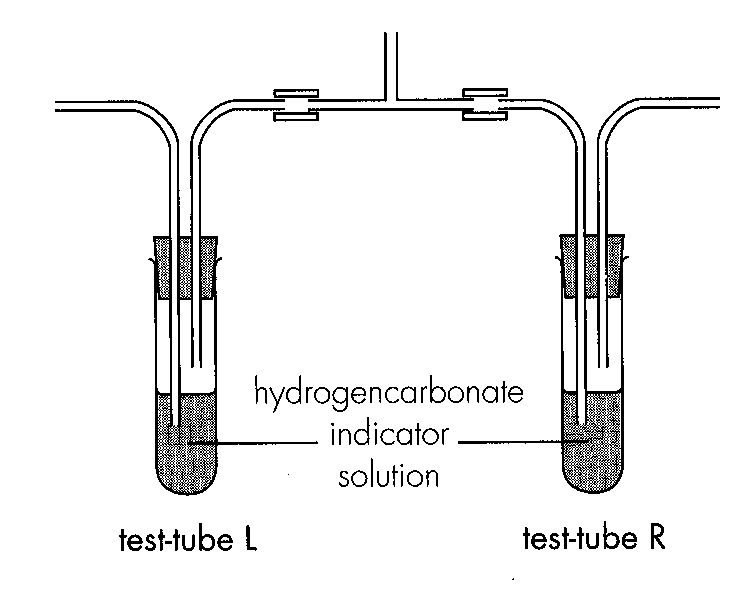 hydrogencarbonate
indicator
solution
test-tube L
test-tube R